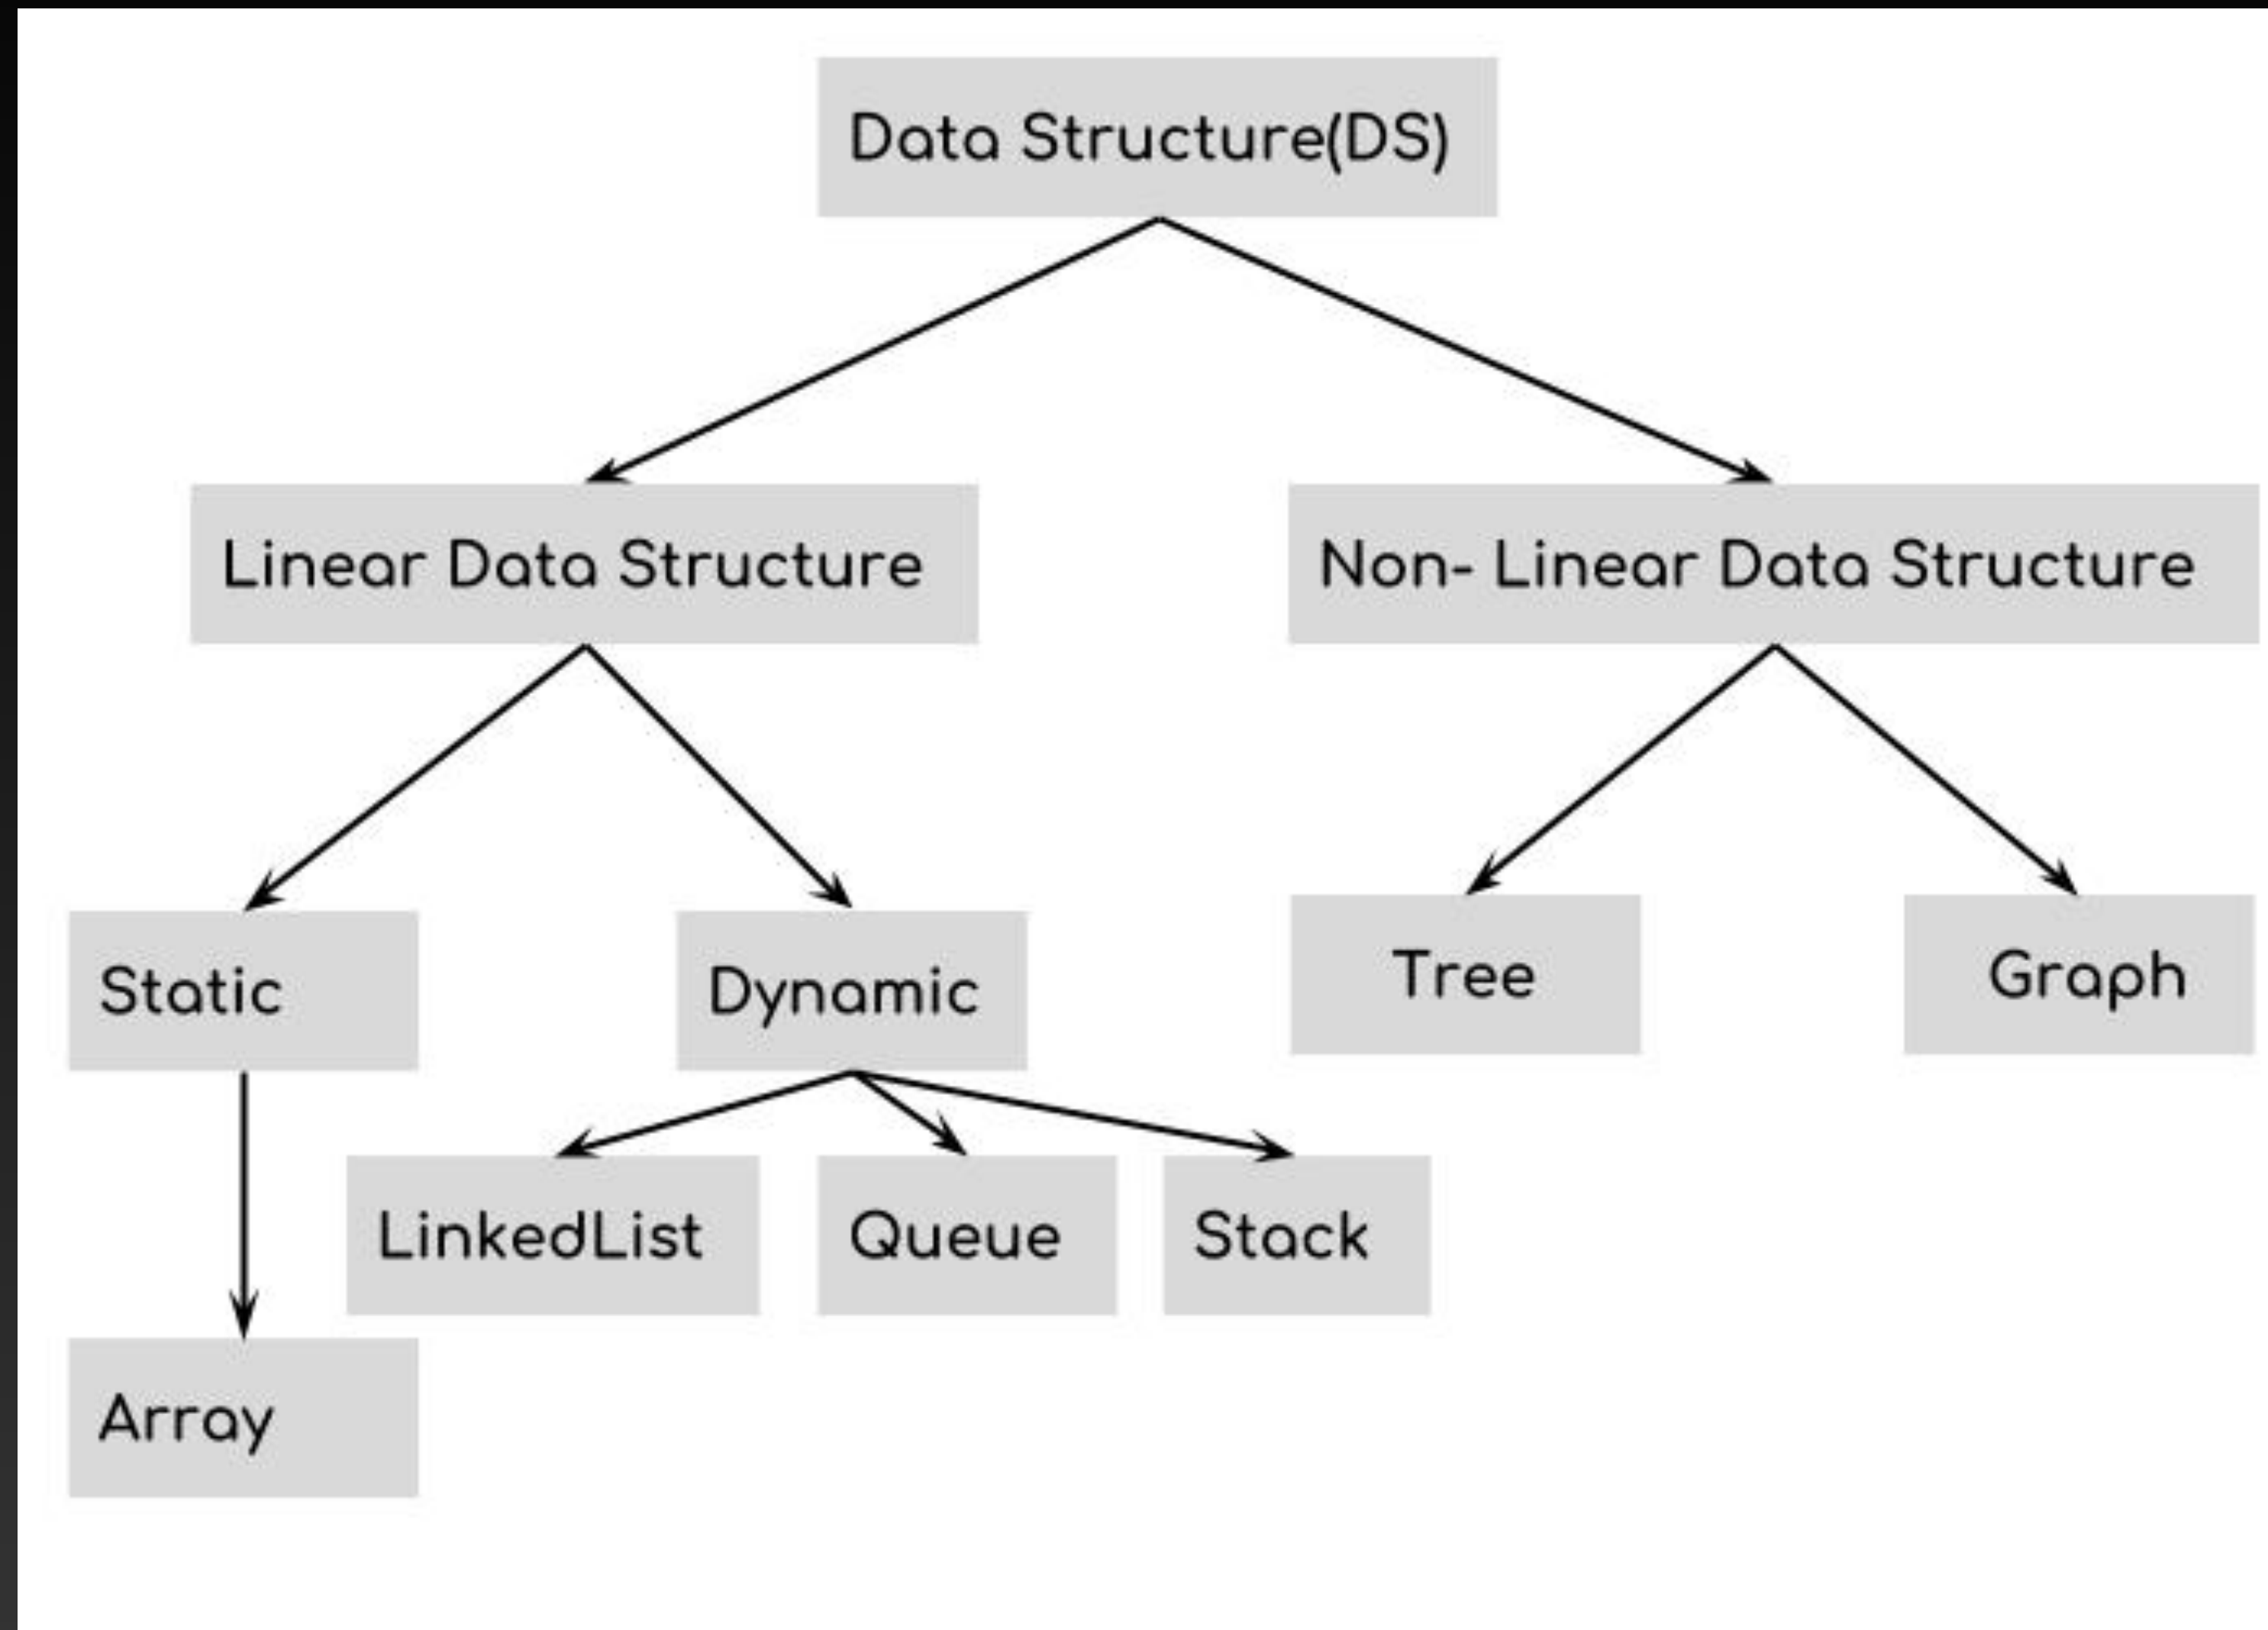 Data Structure(DS)
Linear Data Structure
Non- Linear Data Structure
Static
Dynamic
Tree
Graph
LinkedList
Queue
Stack
Array